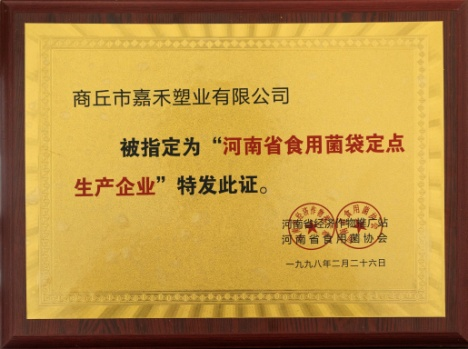 商丘市嘉禾塑业有限公司
被指定为“河南省食用菌袋定点
生产企业”特发此证。
河南省经济作物推广站
河南省食用菌协会
一九九八年二月二十六日